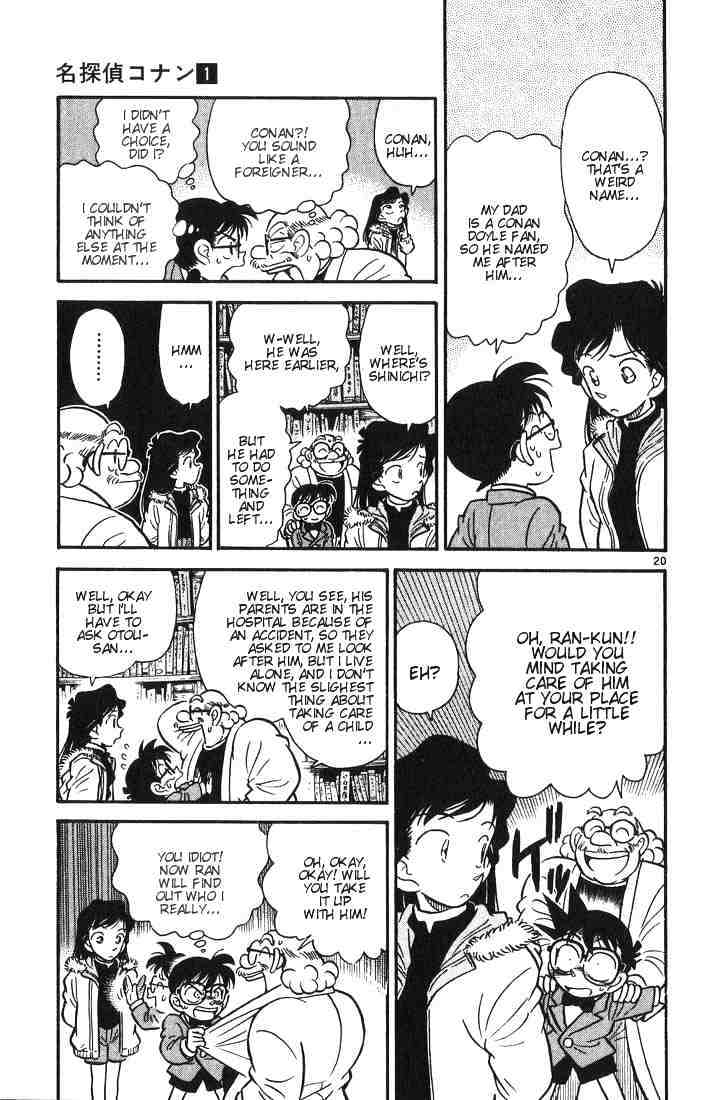 名探偵コナン1
CONAN...?
THAT'S A
WEIRD
NAME...
MY DAD
IS A CONAN
DOYLE FAN,
SO HE NAMED
ME AFTER
HIM...
CONAN,
HUH...
CONAN?!
YOU SOUND
LIKE A
FOREIGNER...
I DIDN'T
HAVE A
CHOICE,
DID I?
I COULDN'T
THINK OF
ANYTHING
ELSE AT THE
MOMENT...
WELL,
WHERE'S
SHINICHI?
W-WELL,
HE WAS
HERE EARLIER,
BUT HE
HAD TO
DO
SOME-
THING
AND
LEFT...
HMM
...
........
20
OH, RAN-KUN!!
WOULD YOU
MIND TAKING
CARE OF HIM
AT YOUR PLACE
FOR A LITTLE
WHILE?
EH?
WELL, YOU SEE, HIS
PARENTS ARE IN THE
HOSPITAL BECAUSE OF
AN ACCIDENT, SO THEY
ASKED TO ME LOOK
AFTER HIM, BUT I LIVE
ALONE, AND I DON'T
KNOW THE SLIGHEST
THING ABOUT
TAKING CARE
OF A CHILD
...
WELL, OKAY
BUT I'LL
HAVE TO
ASK OTOU-
SAN...
OH, OKAY,
OKAY! WILL
YOU TAKE
IT UP
WITH HIM!
YOU IDIOT!
NOW RAN
WILL FIND
OUT WHO I
REALLY...